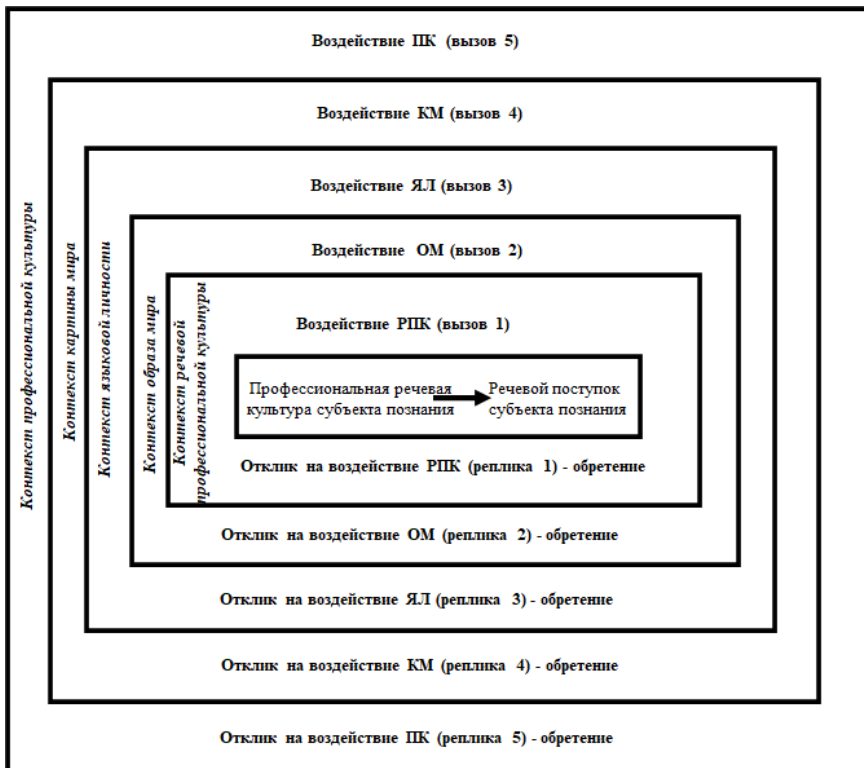 Воздействие ПК (вызов 5)
Воздействие КМ (вызов 4)
Воздействие ЯЛ (вызов 3)
Воздействие ОМ (вызов 2)
Воздействие РПК (вызов 1)
Контекст профессиональной культуры
Контекст картины мира
Контекст языковой личности
Контекст образа мира
Контекст речевой
профессиональной культуры
Профессиональная речевая
культура субъекта познания
Речевой поступок
субъекта познания
Отклик на воздействие РПК (реплика 1) - обретение
Отклик на воздействие ОМ (реплика 2) - обретение
Отклик на воздействие ЯЛ (реплика 3) - обретение
Отклик на воздействие КМ (реплика 4) - обретение
Отклик на воздействие ПК (реплика 5) - обретение